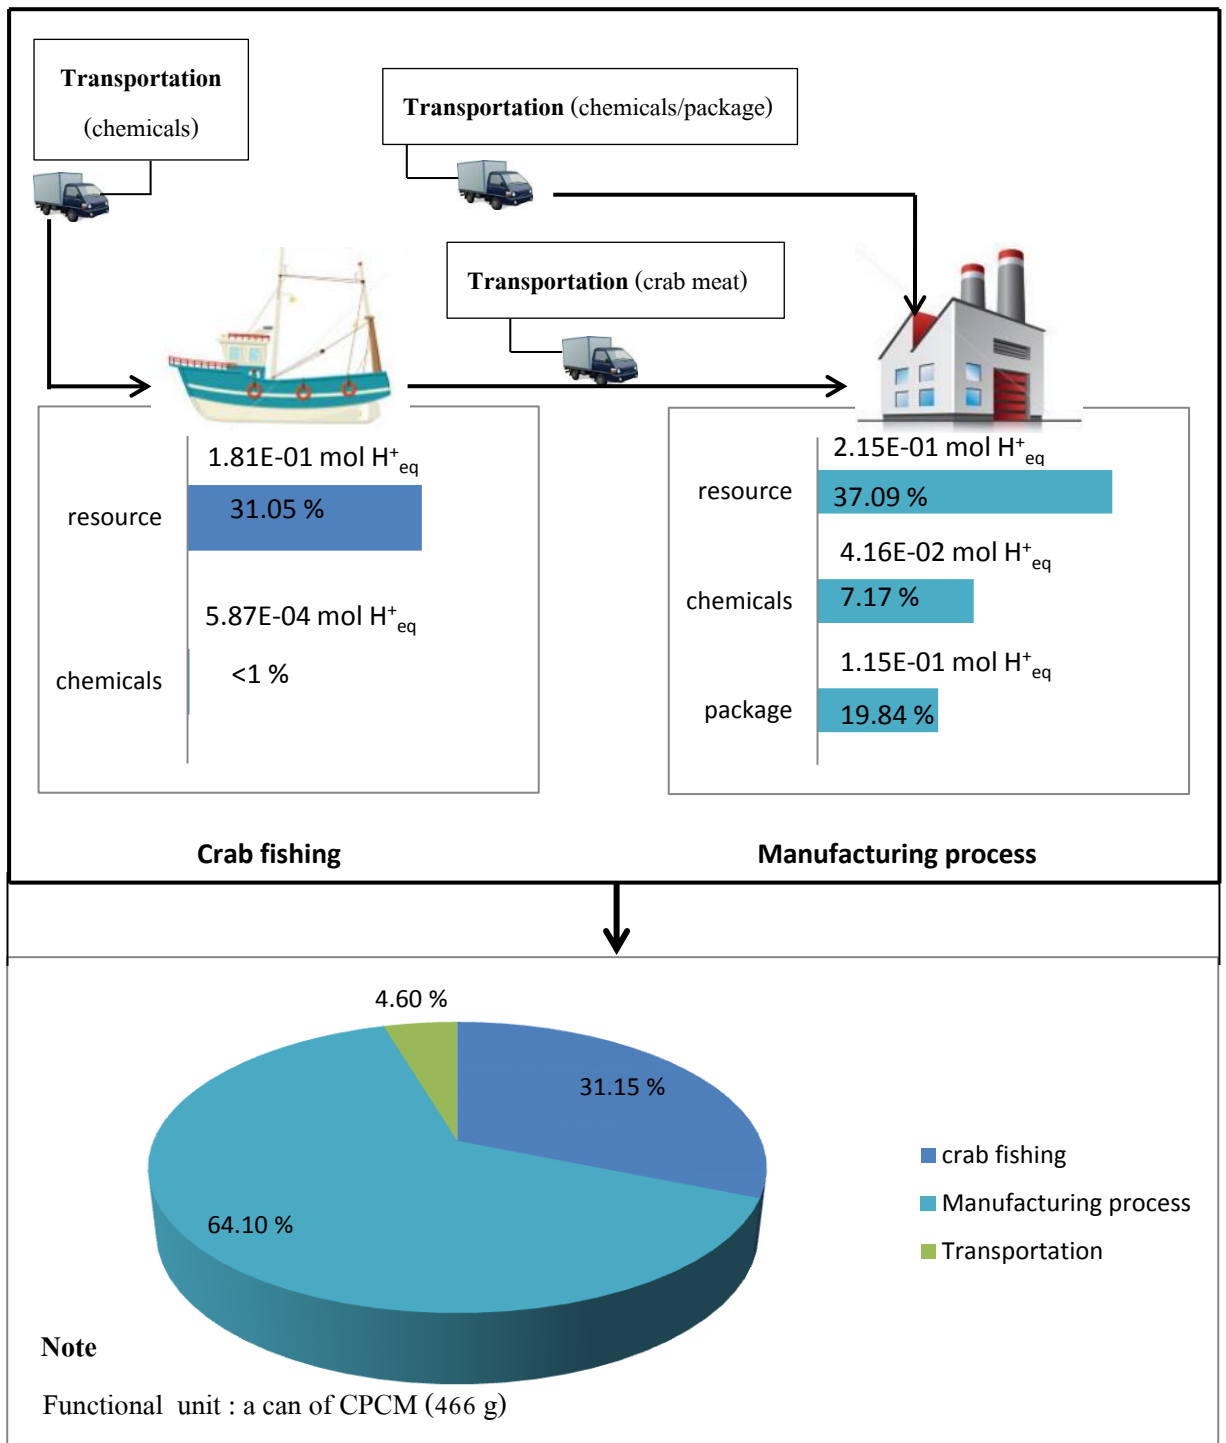 Transportation
(chemicals)
Transportation (chemicals/package)
Transportation (crab meat)
1.81E-01 mol H⁺eq
resource
31.05 %
5.87E-04 mol H⁺eq
chemicals
<1 %
Crab fishing
2.15E-01 mol H⁺eq
resource
37.09 %
4.16E-02 mol H⁺eq
chemicals
7.17 %
1.15E-01 mol H⁺eq
package
19.84 %
Manufacturing process
4.60 %
31.15 %
64.10 %
crab fishing
Manufacturing process
Transportation
Note
Functional unit : a can of CPCM (466 g)